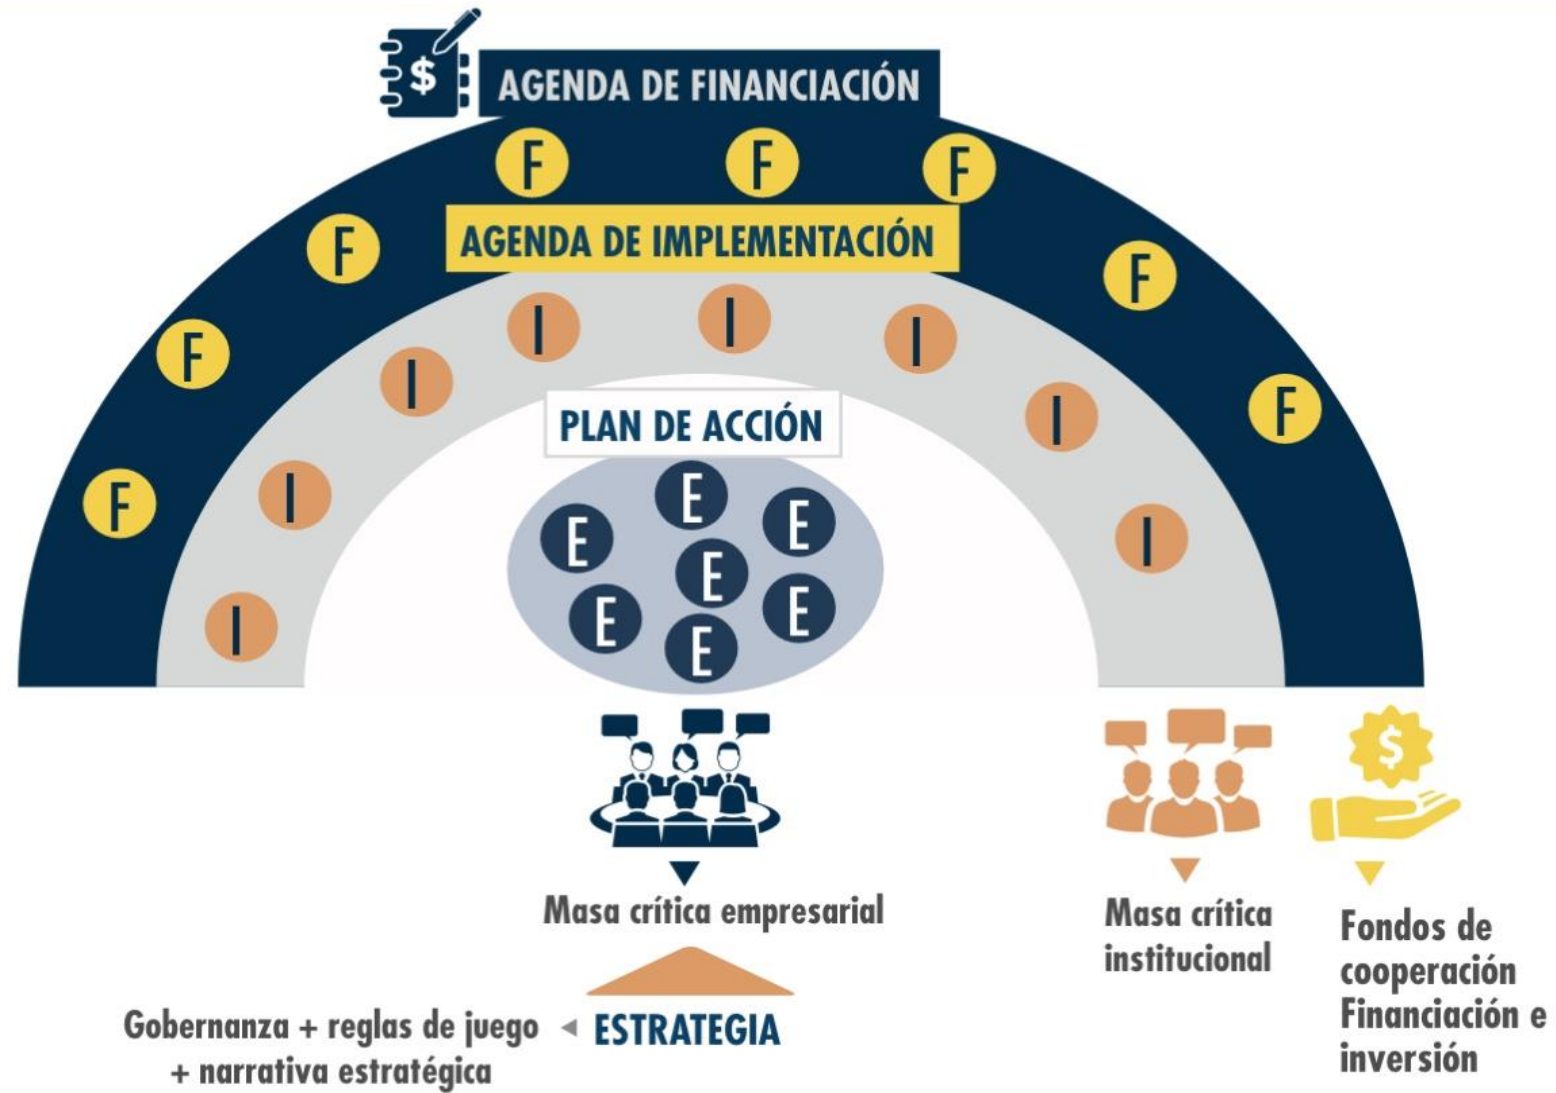 $
AGENDA DE FINANCIACIÓN
F
F
F
F
F
F
F
F
AGENDA DE IMPLEMENTACIÓN
I
I
I
I
I
I
I
I
PLAN DE ACCIÓN
E
E
E
E
E
E
E
$
Masa crítica empresarial
Masa crítica
institucional
Fondos de
cooperación
Financiación e
inversión
ESTRATEGIA
Gobernanza + reglas de juego
+ narrativa estratégica